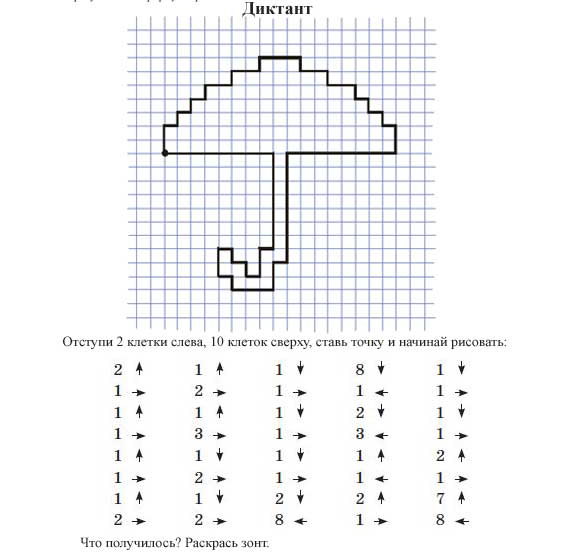 Диктант
Отступи 2 клетки слева, 10 клеток сверху, ставь точку и начинай рисовать:
2 ↑ 1 ↑ 1 ↓ 8 ↓ 1 ↓
1 → 2 → 1 → 1 ← 1 →
1 ↑ 1 ↑ 1 ↓ 2 ↓ 1 ↓
1 → 3 → 1 → 3 ← 1 →
1 ↑ 1 ↓ 1 ↓ 1 ↑ 2 ↑
1 → 2 → 1 → 1 ← 1 →
1 ↑ 1 ↓ 2 ↓ 2 ↑ 7 ↑
2 → 2 → 8 ← 1 → 8 ←
Что получилось? Раскрась зонт.